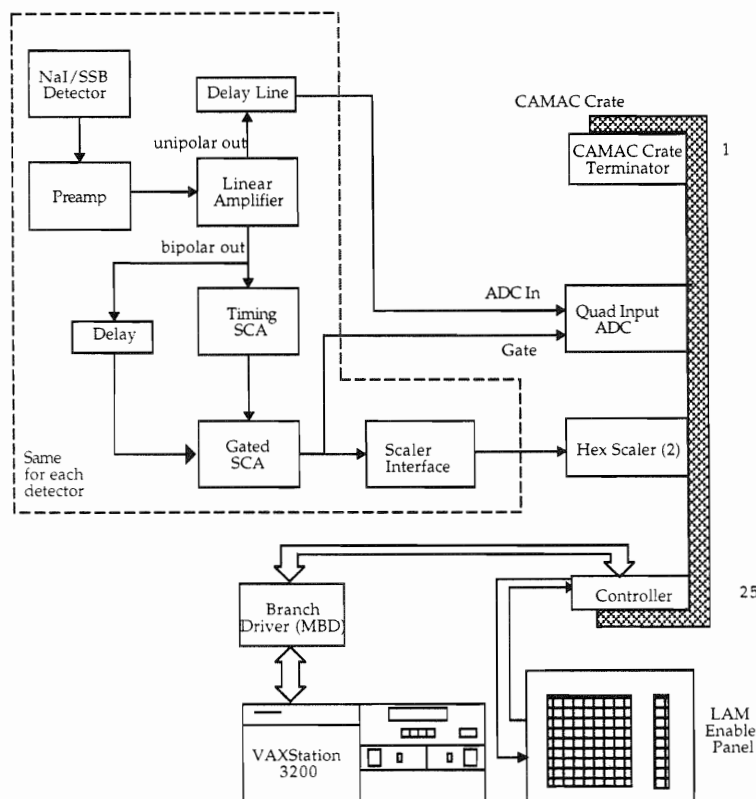 NaI/SSB
Detector
Delay Line
CAMAC Crate
unipolar out
CAMAC Crate
Terminator
1
Preamp
Linear
Amplifier
bipolar out
ADC In
Quad Input
ADC
Timing
SCA
Delay
Gate
Same
for each
detector
Gated
SCA
Scaler
Interface
Hex Scaler (2)
Branch
Driver (MBD)
Controller
25
VAXStation
3200
LAM
Enable
Panel